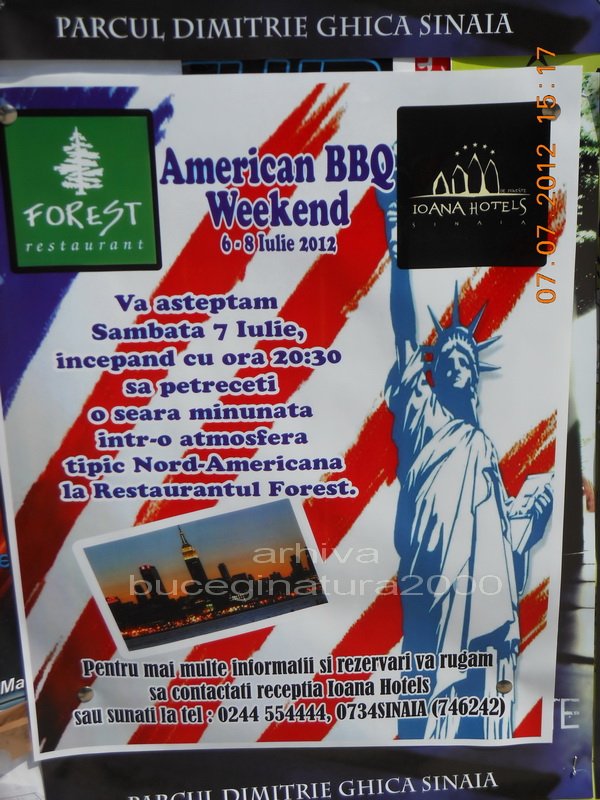 PARCUL DIMITRIE GHICA SINAIA
FOREST
restaurant
American BBQ
Weekend
6 - 8 Iulie 2012
IOANA HOTELS
SINAIA
07.07.2012 15:17
Va asteptam
Sambata 7 Iulie,
incepand cu ora 20:30
sa petreceti
o seara minunata
intr-o atmosfera
tipic Nord-Americana
la Restaurantul Forest.
arhiva
buceginatura2000
Pentru mai multe informatii si rezervari va rugam
sa contactati receptia Ioana Hotels
sau sunati la tel : 0244 554444, 0734SINAIA (746242)
Ma
TE
PARCUL DIMITRIE GHICA SINAIA